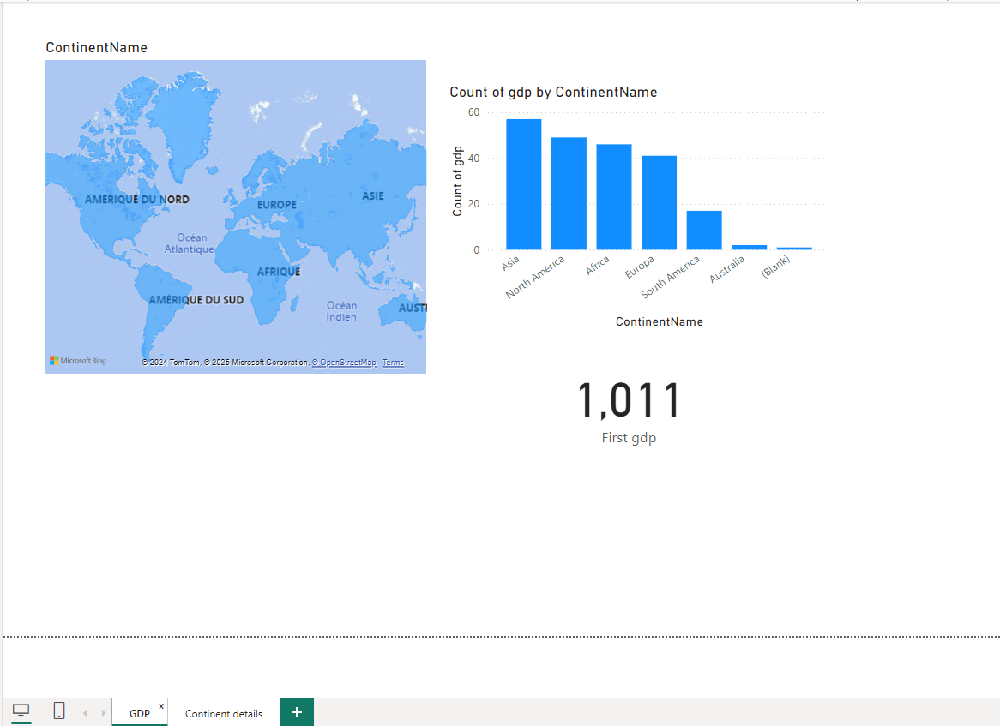 ContinentName
AMÉRIQUE DU NORD
EUROPE
ASIE
Océan
Atlantique
AFRIQUE
AMÉRIQUE DU SUD
Océan
Indien
AUST
Microsoft Bing
© 2024 TomTom, © 2025 Microsoft Corporation, © OpenStreetMap Terms
Count of gdp by ContinentName
Count of gdp
60
40
20
0
Asia
North America
Africa
Europa
South America
Australia
(Blank)
ContinentName
1,011
First gdp
GDP
x
Continent details
+